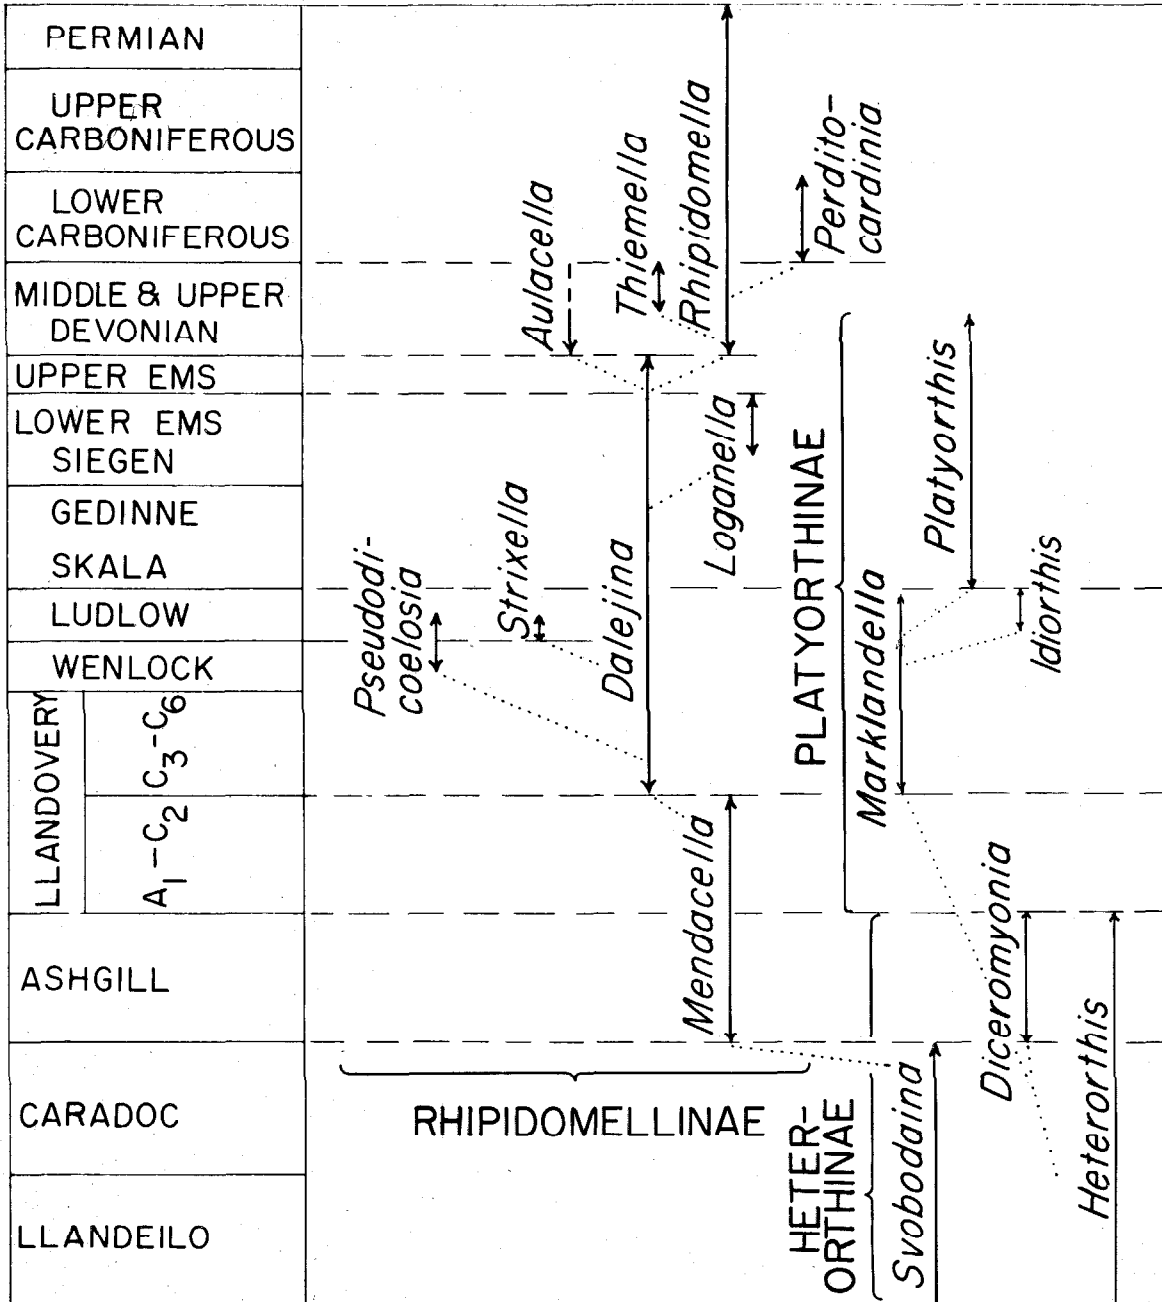 PERMIAN
UPPER
CARBONIFEROUS
LOWER
CARBONIFEROUS
MIDDLE & UPPER
DEVONIAN
UPPER EMS
LOWER EMS
SIEGEN
GEDINNE
SKALA
LUDLOW
WENLOCK
LLANDOVERY
C3-C6
A1-C2
ASHGILL
CARADOC
LLANDEILO
Pseudodi-
coelosia
Strixella
Aulacella
Thiemella
Dalejina
Rhipidomella
Loganella
Mendacella
Perdito-
cardinia
RHIPIDOMELLINAE
PLATYORTHINAE
Marklandella
Platyorthis
Idiorthis
HETER-
ORTHINAE
Svobodaina
Diceromyonia
Heterorthis